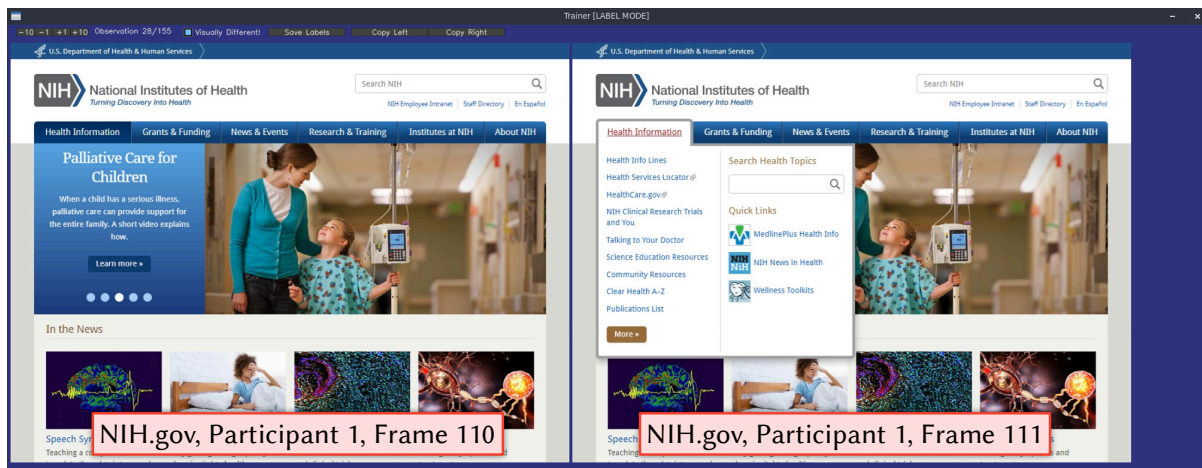 Trainer [LABEL MODE]
−10 −1 +1 +10 Observation 28/155 Visually Different! Save Labels Copy Left Copy Right
U.S. Department of Health & Human Services
NIH National Institutes of Health
Turning Discovery Into Health
Search NIH
NIH Employee Intranet | Staff Directory | En Español
Health Information Grants & Funding News & Events Research & Training Institutes at NIH About NIH
Palliative Care for
Children
When a child has a serious illness,
palliative care can provide support for
the entire family. A short video explains
how.
Learn more »
In the News
Speech
Teaching a
NIH.gov, Participant 1, Frame 110
U.S. Department of Health & Human Services
NIH National Institutes of Health
Turning Discovery Into Health
Search NIH
NIH Employee Intranet | Staff Directory | En Español
Health Information Grants & Funding News & Events Research & Training Institutes at NIH About NIH
Health Info Lines
Health Services Locator
HealthCare.gov
NIH Clinical Research Trials
and You
Talking to Your Doctor
Science Education Resources
Community Resources
Clear Health A–Z
Publications List
More »
Search Health Topics
Quick Links
MedlinePlus Health Info
NIH News in Health
Wellness Toolkits
Speech
Teaching a
NIH.gov, Participant 1, Frame 111